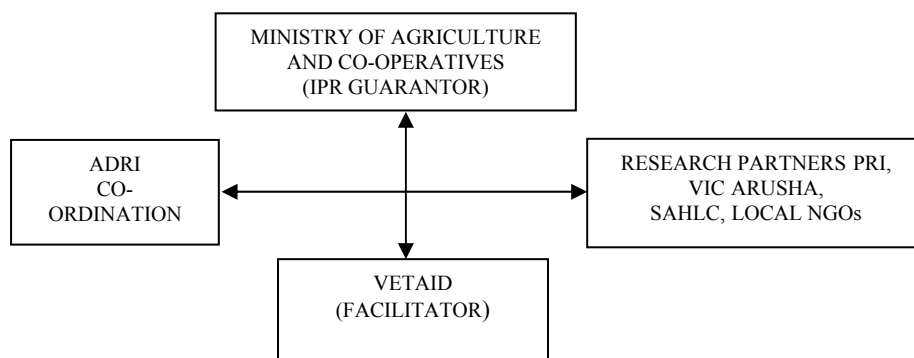 MINISTRY OF AGRICULTURE
AND CO-OPERATIVES
(IPR GUARANTOR)
ADRI
CO-
ORDINATION
RESEARCH PARTNERS PRI,
VIC ARUSHA,
SAHLC, LOCAL NGOs
VETAID
(FACILITATOR)